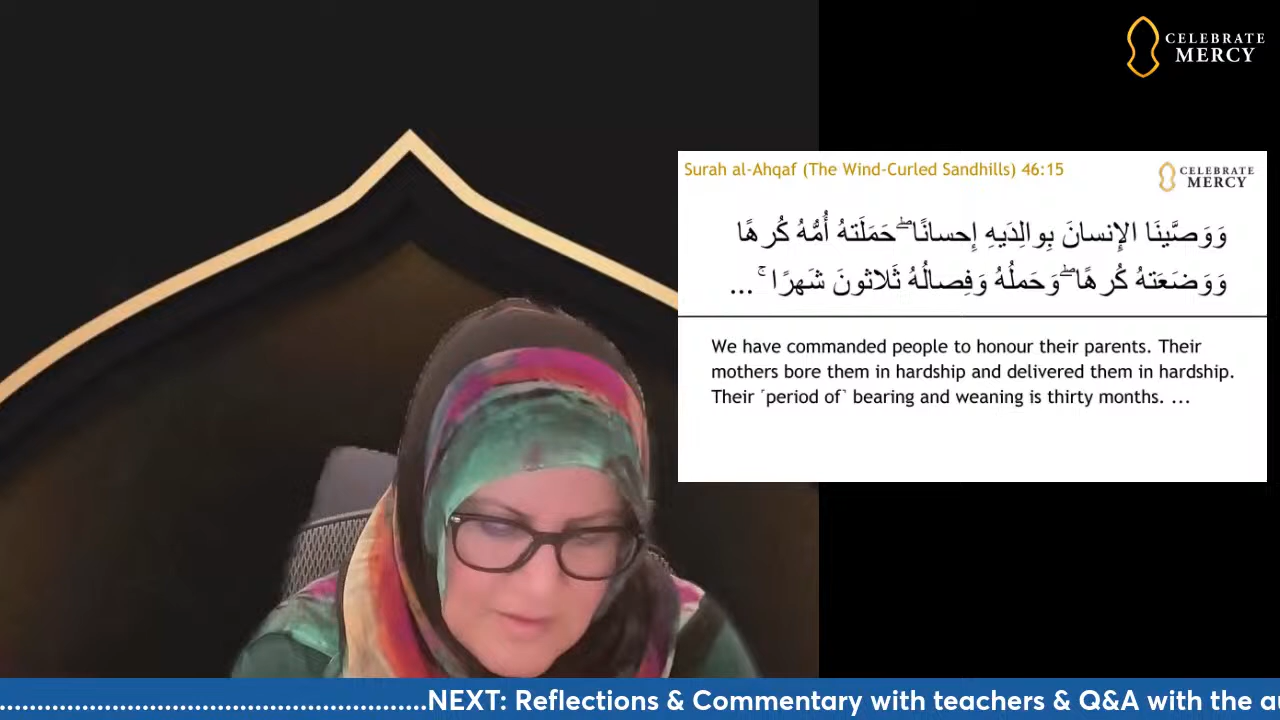 CELEBRATE
MERCY
Surah al-Ahqaf (The Wind-Curled Sandhills) 46:15
CELEBRATE
MERCY
وَوَصَّينَا الإِنسانَ بِوالِدَيهِ إِحسانًا ۖ حَمَلَتهُ أُمُّهُ كُرهًا
وَوَضَعَتهُ كُرهًا ۖ وَحَملُهُ وَفِصالُهُ ثَلاثونَ شَهرًا ۚ ...
We have commanded people to honour their parents. Their
mothers bore them in hardship and delivered them in hardship.
Their ˹period of˺ bearing and weaning is thirty months. ...
........................................................NEXT: Reflections & Commentary with teachers & Q&A with the